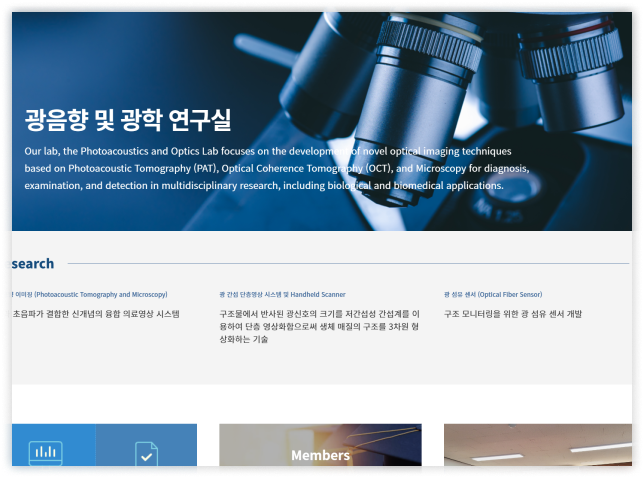 광음향 및 광학 연구실
Our lab, the Photoacoustics and Optics Lab focuses on the development of novel optical imaging techniques
based on Photoacoustic Tomography (PAT), Optical Coherence Tomography (OCT), and Microscopy for diagnosis,
examination, and detection in multidisciplinary research, including biological and biomedical applications.
search
이미징 (Photoacoustic Tomography and Microscopy)
초음파가 결합한 신개념의 융합 의료영상 시스템
광 간섭 단층영상 시스템 및 Handheld Scanner
구조물에서 반사된 광신호의 크기를 저간섭성 간섭계를 이
용하여 단층 영상화함으로써 생체 매질의 구조를 3차원 형
상화하는 기술
광 섬유 센서 (Optical Fiber Sensor)
구조 모니터링을 위한 광 섬유 센서 개발
Members